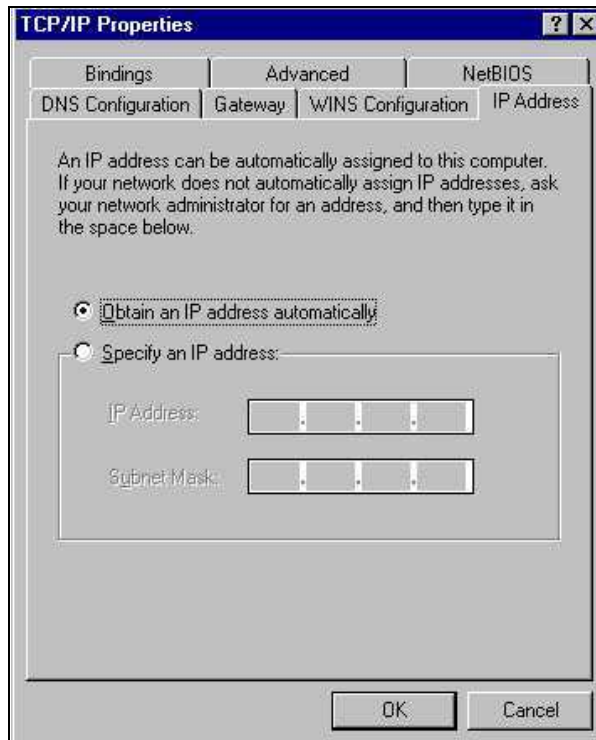 TCP/IP Properties
Bindings Advanced NetBIOS
DNS Configuration Gateway WINS Configuration IP Address
An IP address can be automatically assigned to this computer.
If your network does not automatically assign IP addresses, ask
your network administrator for an address, and then type it in
the space below.
Obtain an IP address automatically
Specify an IP address:
IP Address:
Subnet Mask:
OK Cancel